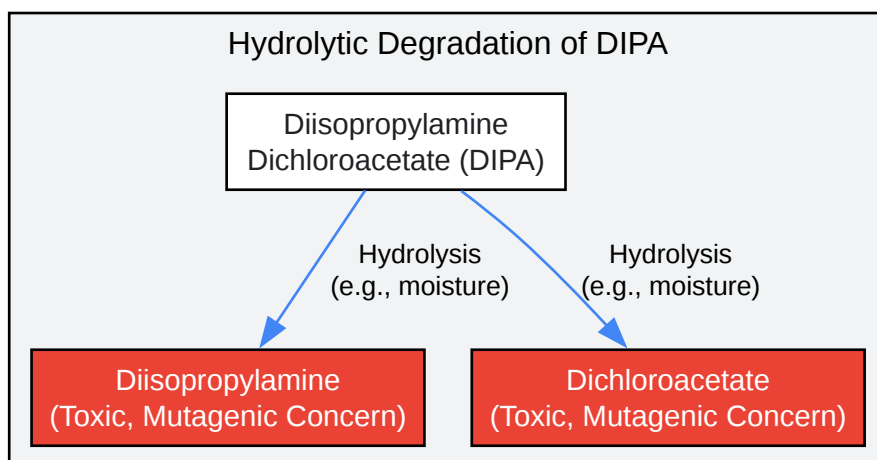 Hydrolytic Degradation of DIPA
Diisopropylamine
Dichloroacetate (DIPA)
Hydrolysis
(e.g., moisture)
Hydrolysis
(e.g., moisture)
Diisopropylamine
(Toxic, Mutagenic Concern)
Dichloroacetate
(Toxic, Mutagenic Concern)